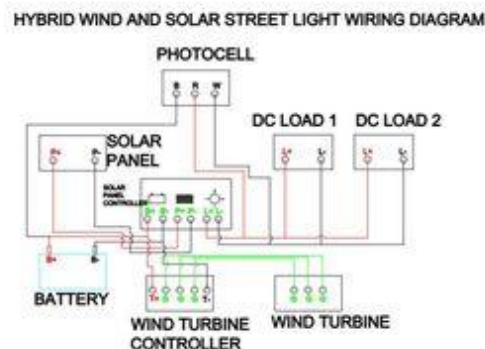 HYBRID WIND AND SOLAR STREET LIGHT WIRING DIAGRAM
PHOTOCELL
B R W
DC LOAD 1 DC LOAD 2
SOLAR
PANEL
P+ P-
L+ L- L+ L-
SOLAR
PANEL
CONTROLLER
B+ B- P+ P- L+ L-
B+ B-
BATTERY
WIND TURBINE
CONTROLLER
WIND TURBINE